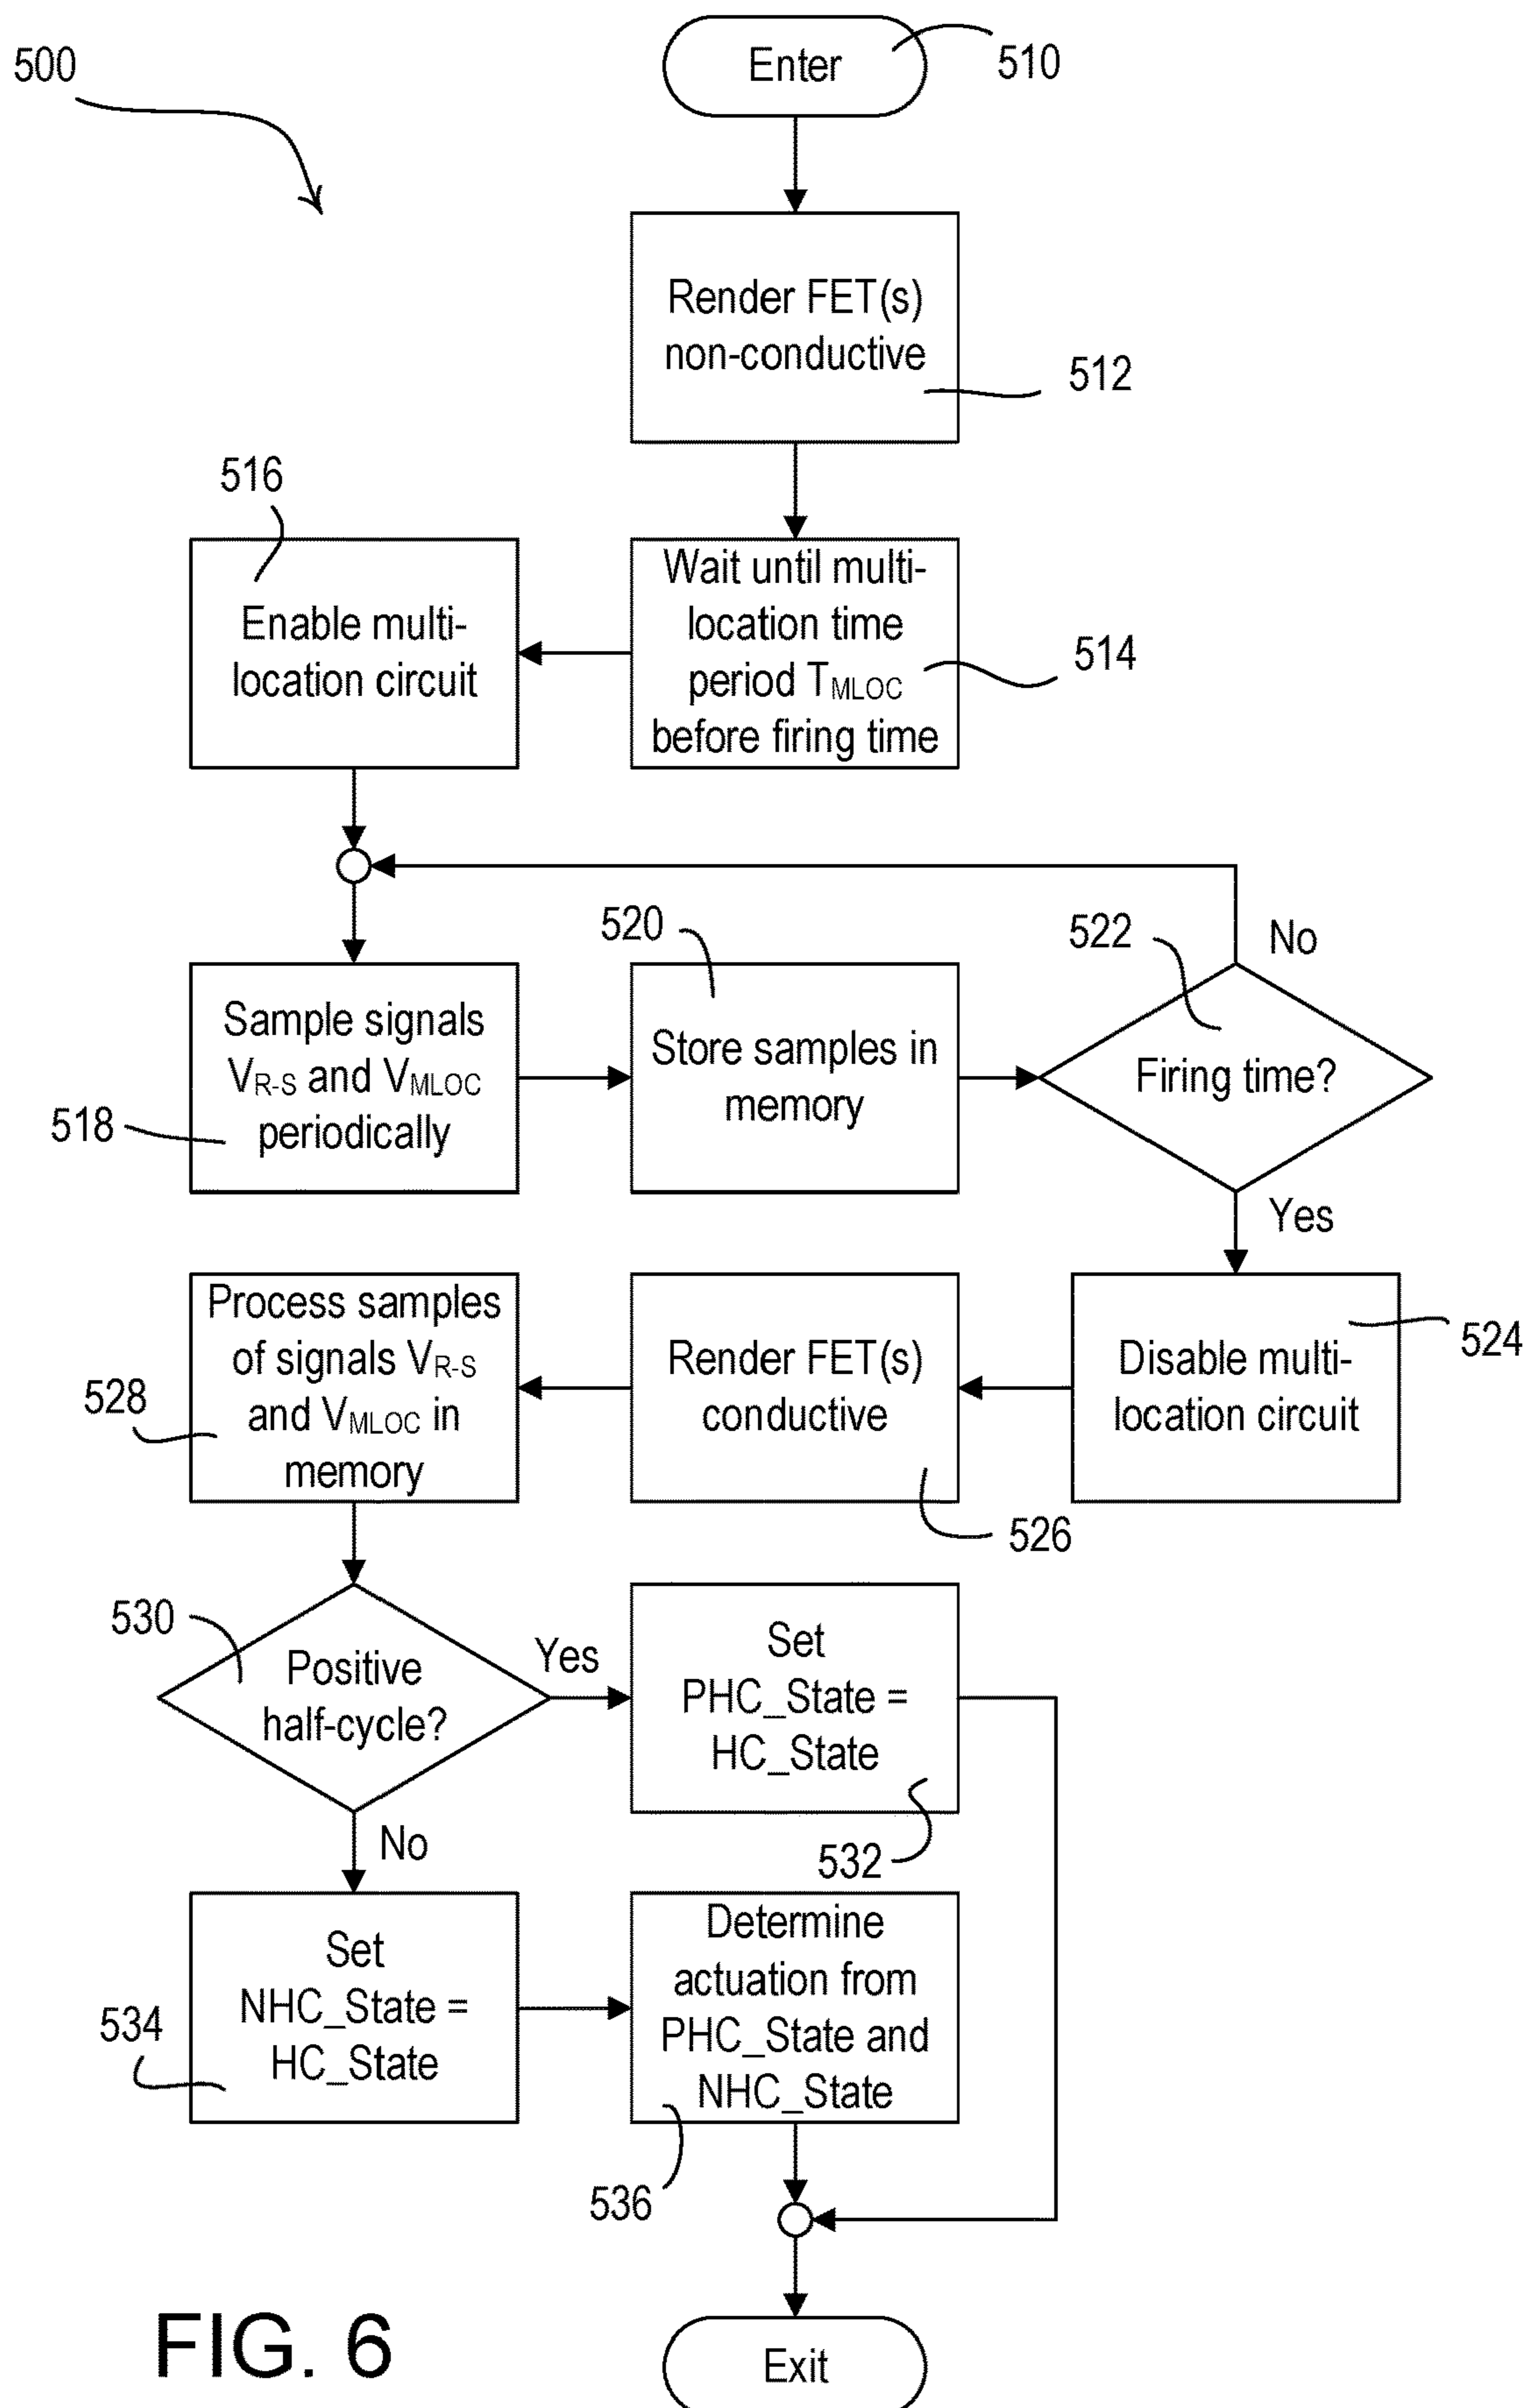 500
Enter
510
Render FET(s)
non-conductive
512
516
Enable multi-
location circuit
Wait until multi-
location time
period TMLOC
before firing time
514
Sample signals
VR-S and VMLOC
periodically
518
520
Store samples in
memory
522
No
Firing time?
Yes
Process samples
of signals VR-S
and VMLOC in
memory
528
Render FET(s)
conductive
526
Disable multi-
location circuit
524
530
Positive
half-cycle?
Yes
No
Set
PHC_State =
HC_State
532
Set
NHC_State =
HC_State
534
Determine
actuation from
PHC_State and
NHC_State
536
Exit
FIG. 6